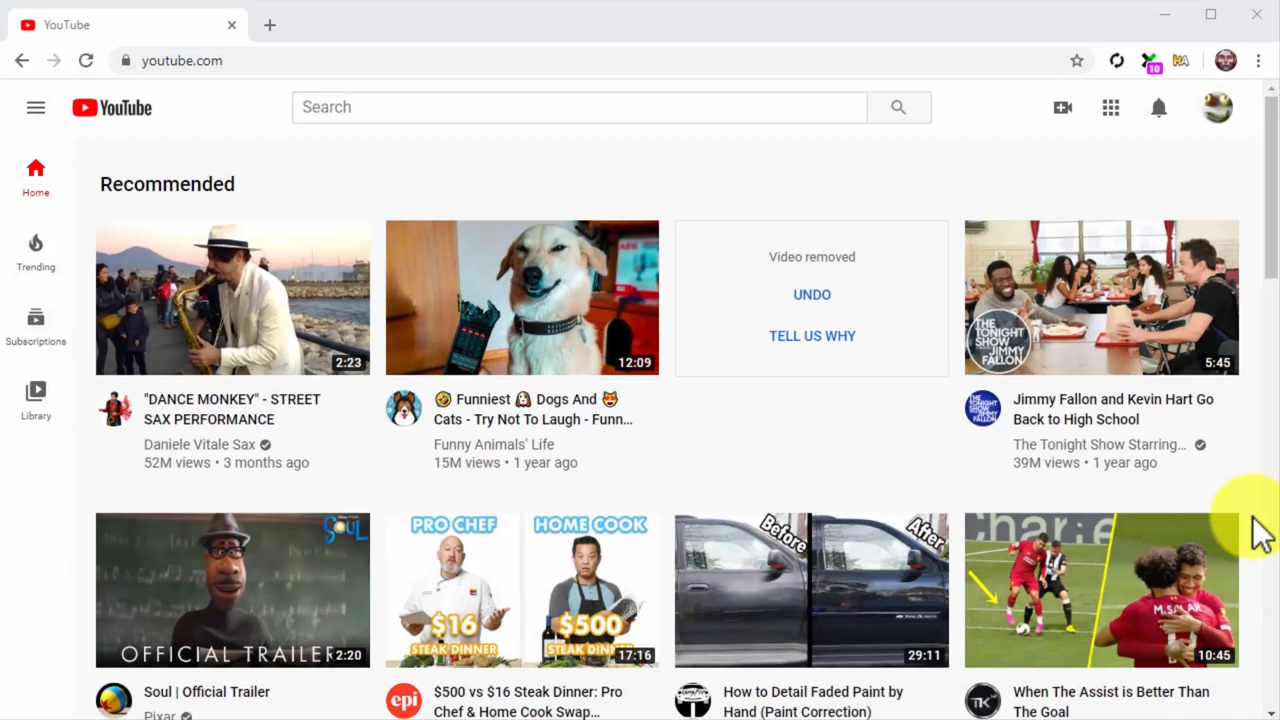 YouTube
youtube.com
10
HA
YouTube
Search
Home
Trending
Subscriptions
Library
Recommended
2:23
12:09
Video removed
UNDO
TELL US WHY
THE
TONIGHT
SHOW
JIMMY
FALLON
5:45
"DANCE MONKEY" - STREET
SAX PERFORMANCE
Daniele Vitale Sax
52M views • 3 months ago
🤣 Funniest 🐶 Dogs And 😻
Cats - Try Not To Laugh - Funn...
Funny Animals' Life
15M views • 1 year ago
Jimmy Fallon and Kevin Hart Go
Back to High School
The Tonight Show Starring...
39M views • 1 year ago
SOUL
OFFICIAL TRAILER
2:20
PRO CHEF
HOME COOK
$16
STEAK DINNER
$500
STEAK DINN
17:16
Before
After
29:11
M.SALAH
10:45
Soul | Official Trailer
Pixar
epi
$500 vs $16 Steak Dinner: Pro
Chef & Home Cook Swap...
How to Detail Faded Paint by
Hand (Paint Correction)
TK
When The Assist is Better Than
The Goal